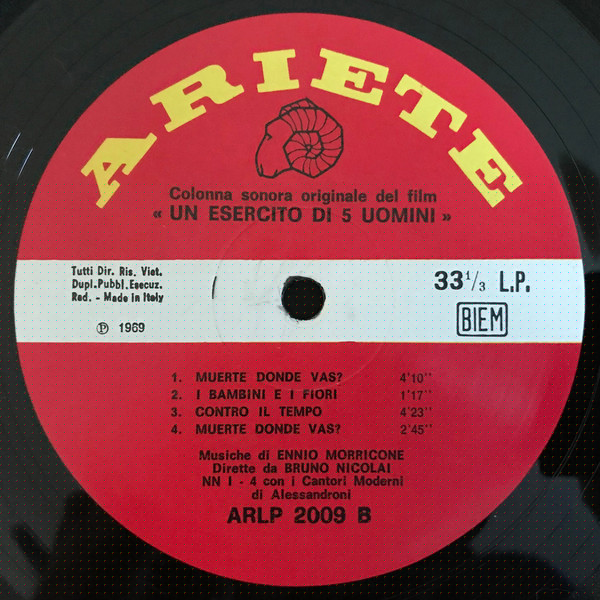 ARIETE
Colonna sonora originale del film
« UN ESERCITO DI 5 UOMINI »
Tutti Dir. Ris. Viet.
Dupl.Pubbl.Esecuz.
Rad. - Made in Italy
Ⓟ 1969
33 1/3 L.P.
BIEM
1. MUERTE DONDE VAS? 4'10''
2. I BAMBINI E I FIORI 1'17''
3. CONTRO IL TEMPO 4'23''
4. MUERTE DONDE VAS? 2'45''
Musiche di ENNIO MORRICONE
Dirette da BRUNO NICOLAI
NN I - 4 con i Cantori Moderni
di Alessandroni
ARLP 2009 B